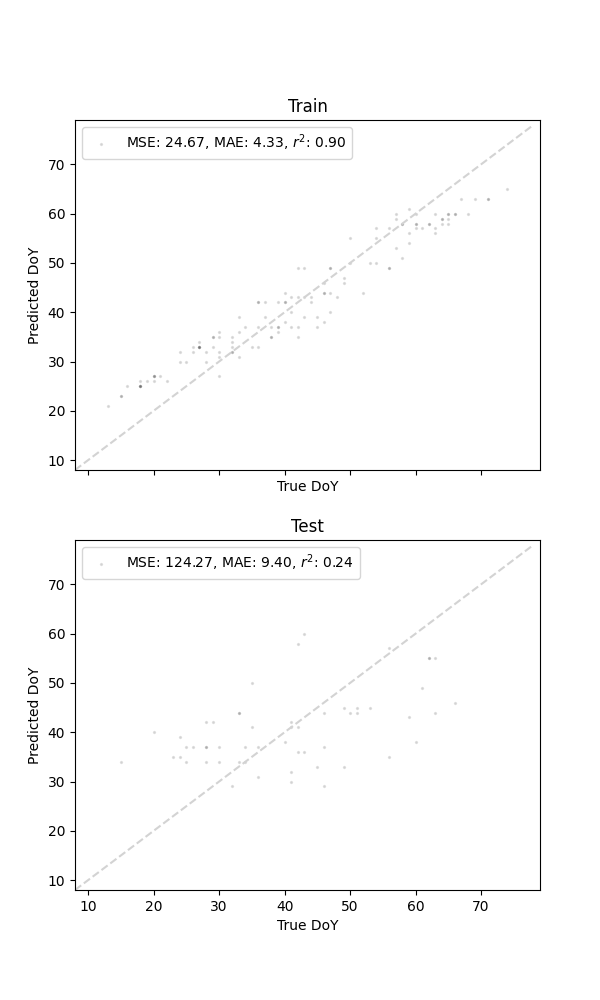 Train
MSE: 24.67, MAE: 4.33, r²: 0.90
70
60
50
40
30
20
10
Predicted DoY
True DoY
Test
MSE: 124.27, MAE: 9.40, r²: 0.24
70
60
50
40
30
20
10
Predicted DoY
10 20 30 40 50 60 70
True DoY